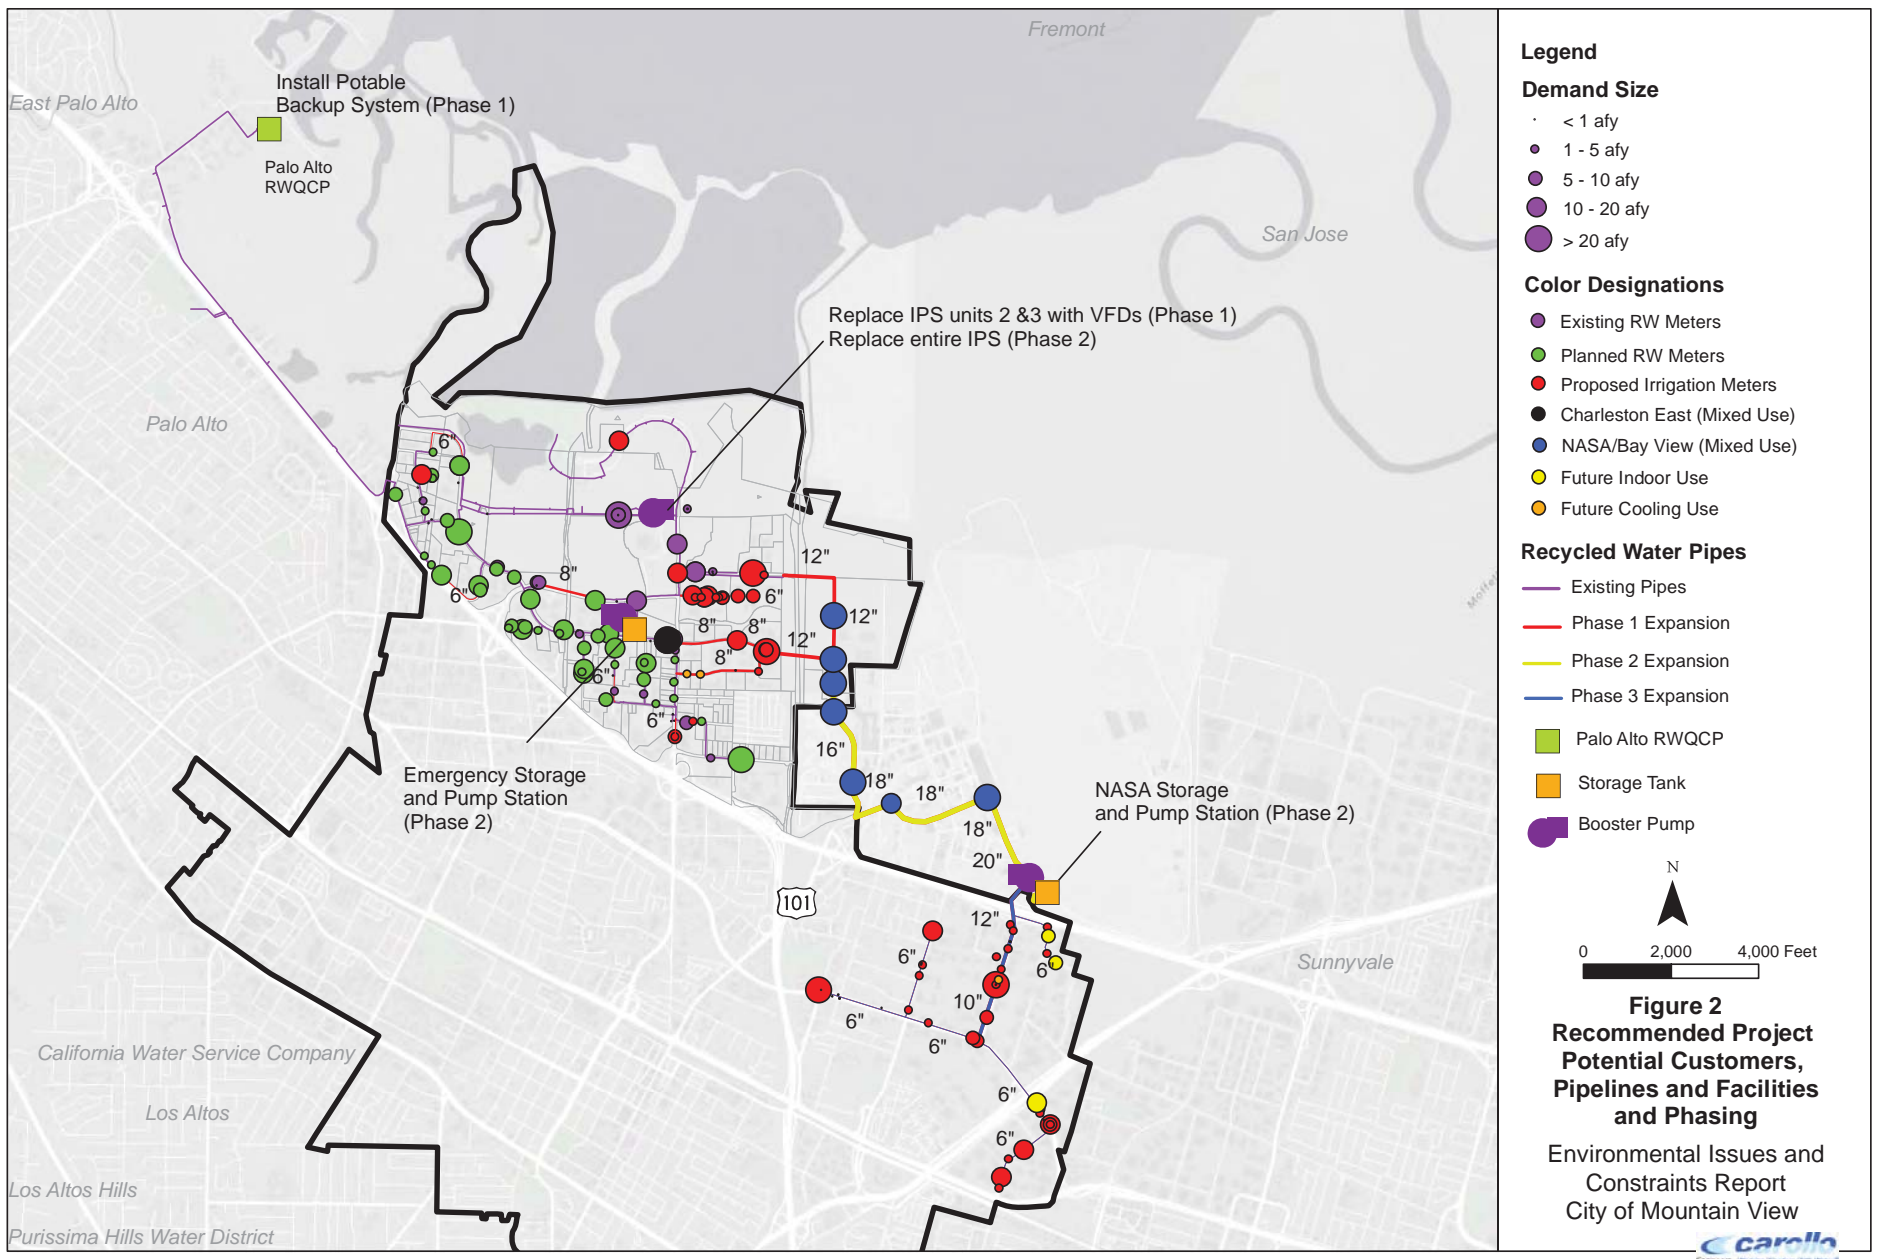 Fremont
East Palo Alto
Install Potable
Backup System (Phase 1)
Palo Alto
RWQCP
San Jose
Replace IPS units 2 &3 with VFDs (Phase 1)
Replace entire IPS (Phase 2)
Palo Alto
6"
12"
8"
6"
6"
12"
8"
8"
12"
8"
6"
6"
16"
18"
18"
18"
20"
Emergency Storage
and Pump Station
(Phase 2)
NASA Storage
and Pump Station (Phase 2)
101
12"
6"
6"
10"
6"
6"
6"
6"
Sunnyvale
California Water Service Company
Los Altos
Los Altos Hills
Purissima Hills Water District
Legend
Demand Size
< 1 afy
1 - 5 afy
5 - 10 afy
10 - 20 afy
> 20 afy
Color Designations
Existing RW Meters
Planned RW Meters
Proposed Irrigation Meters
Charleston East (Mixed Use)
NASA/Bay View (Mixed Use)
Future Indoor Use
Future Cooling Use
Recycled Water Pipes
Existing Pipes
Phase 1 Expansion
Phase 2 Expansion
Phase 3 Expansion
Palo Alto RWQCP
Storage Tank
Booster Pump
N
0 2,000 4,000 Feet
Figure 2
Recommended Project
Potential Customers,
Pipelines and Facilities
and Phasing
Environmental Issues and
Constraints Report
City of Mountain View
carollo